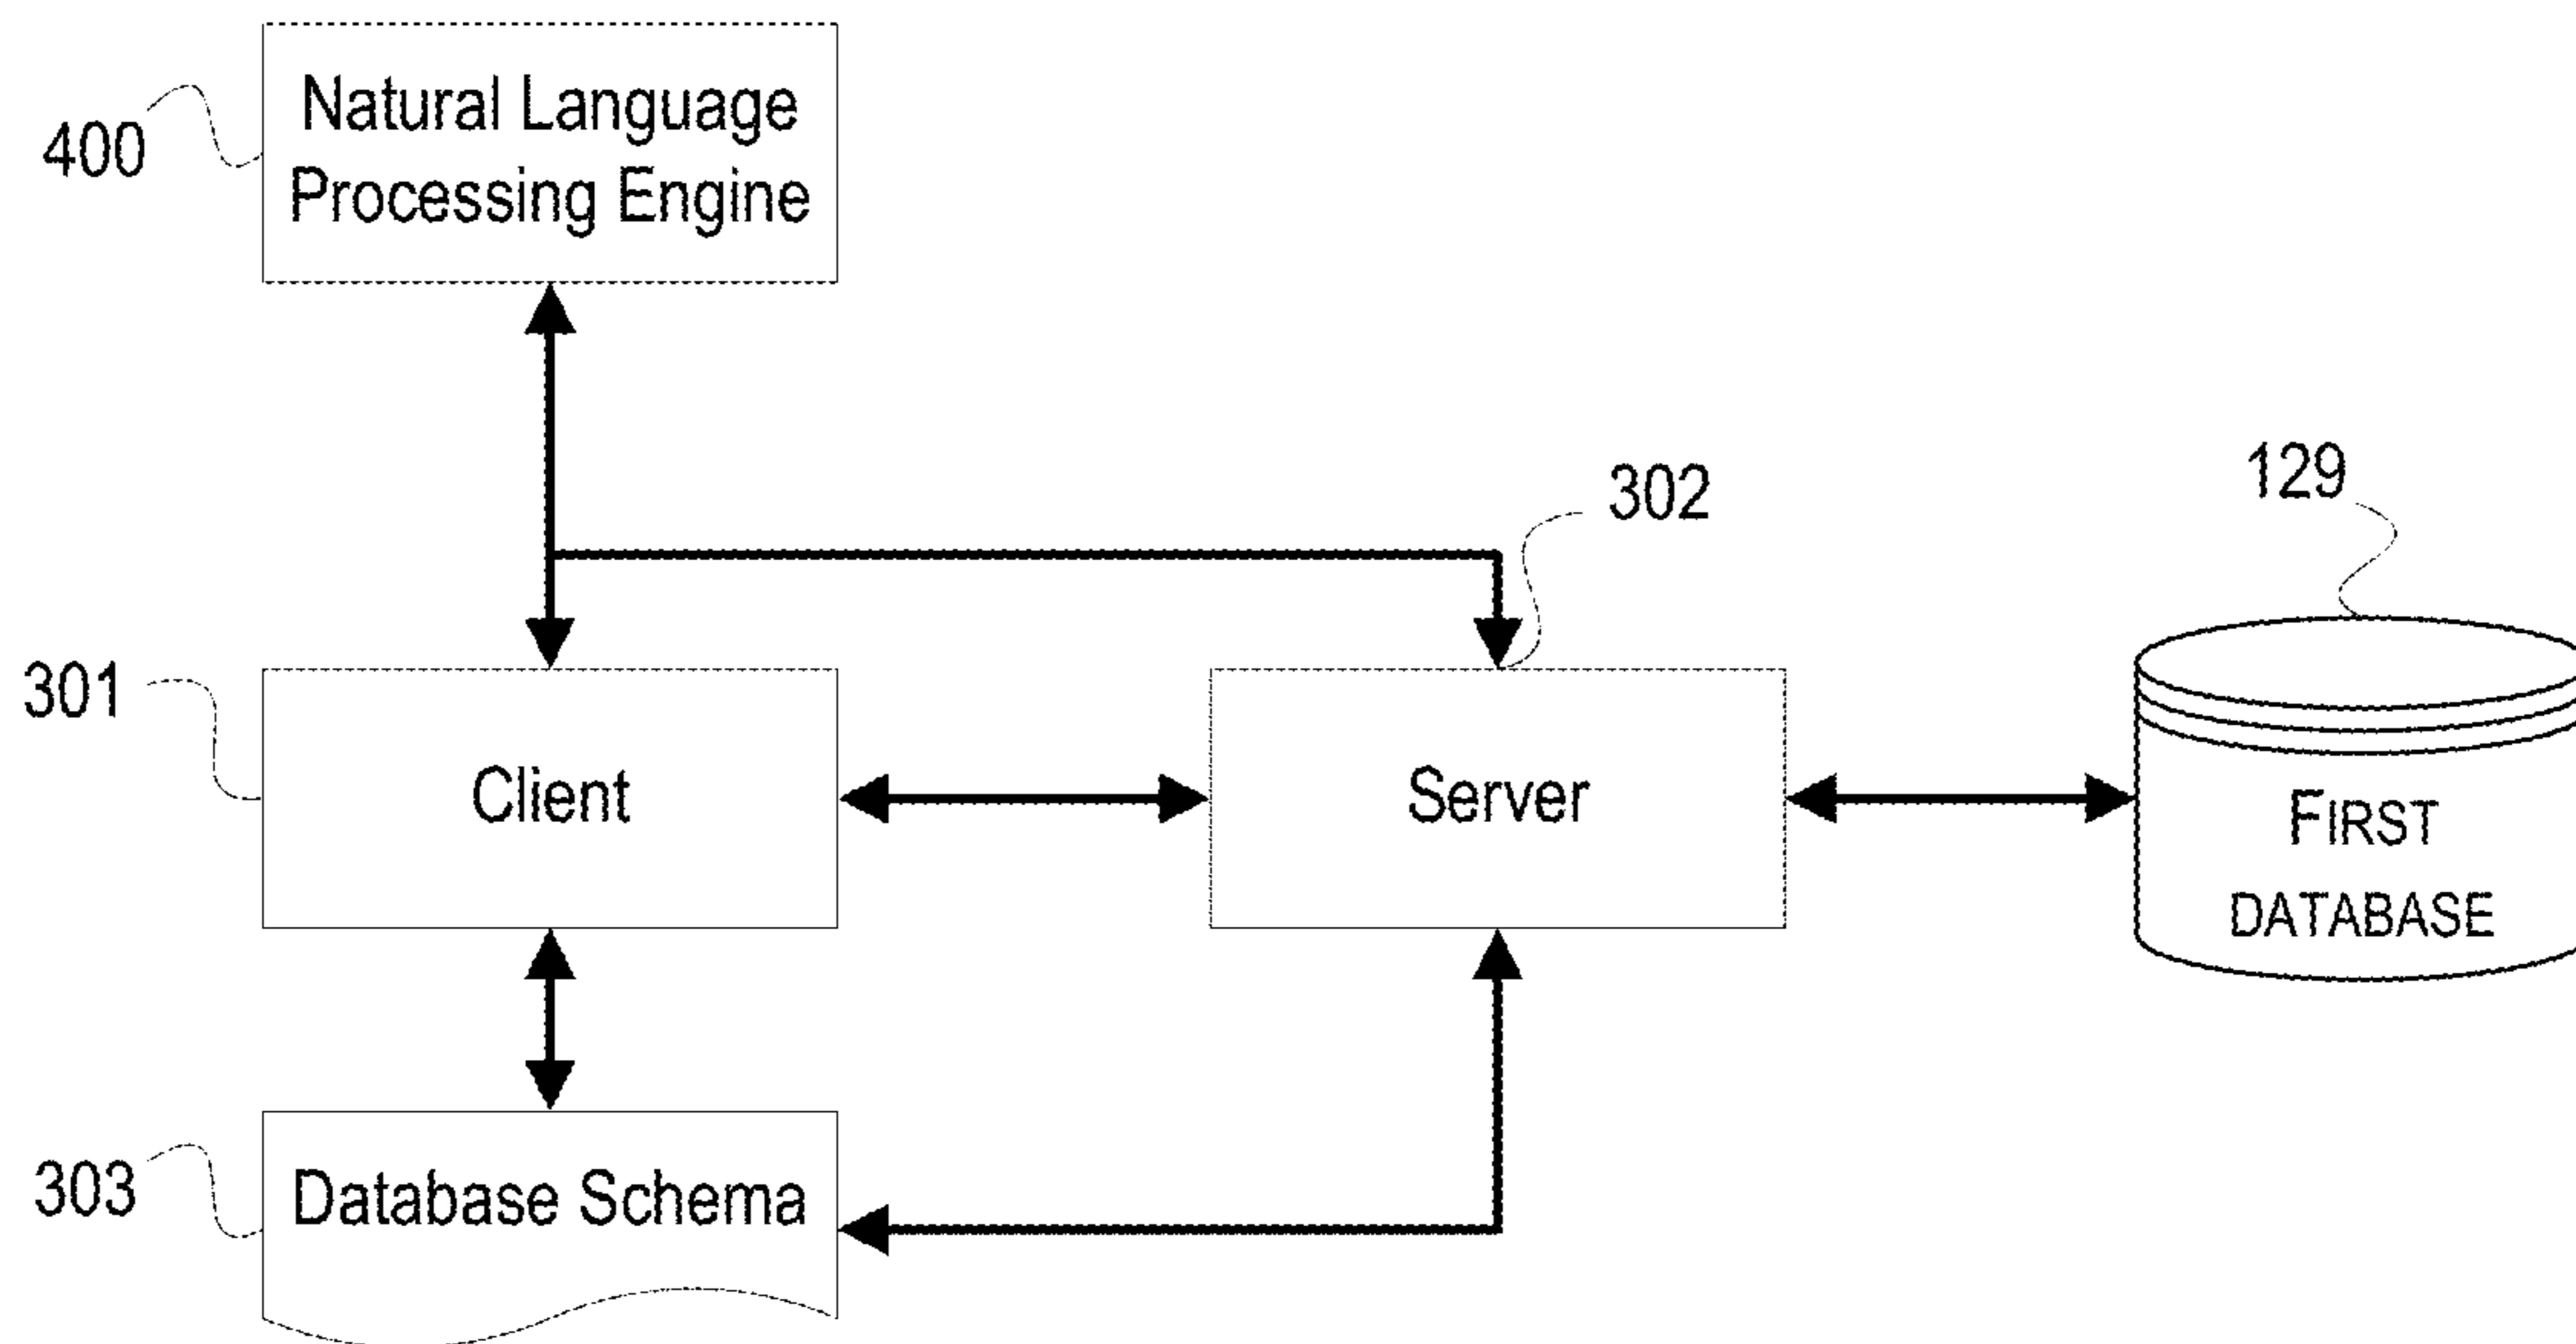 Natural Language
Processing Engine
400
302
129
301
Client
Server
FIRST
DATABASE
303
Database Schema